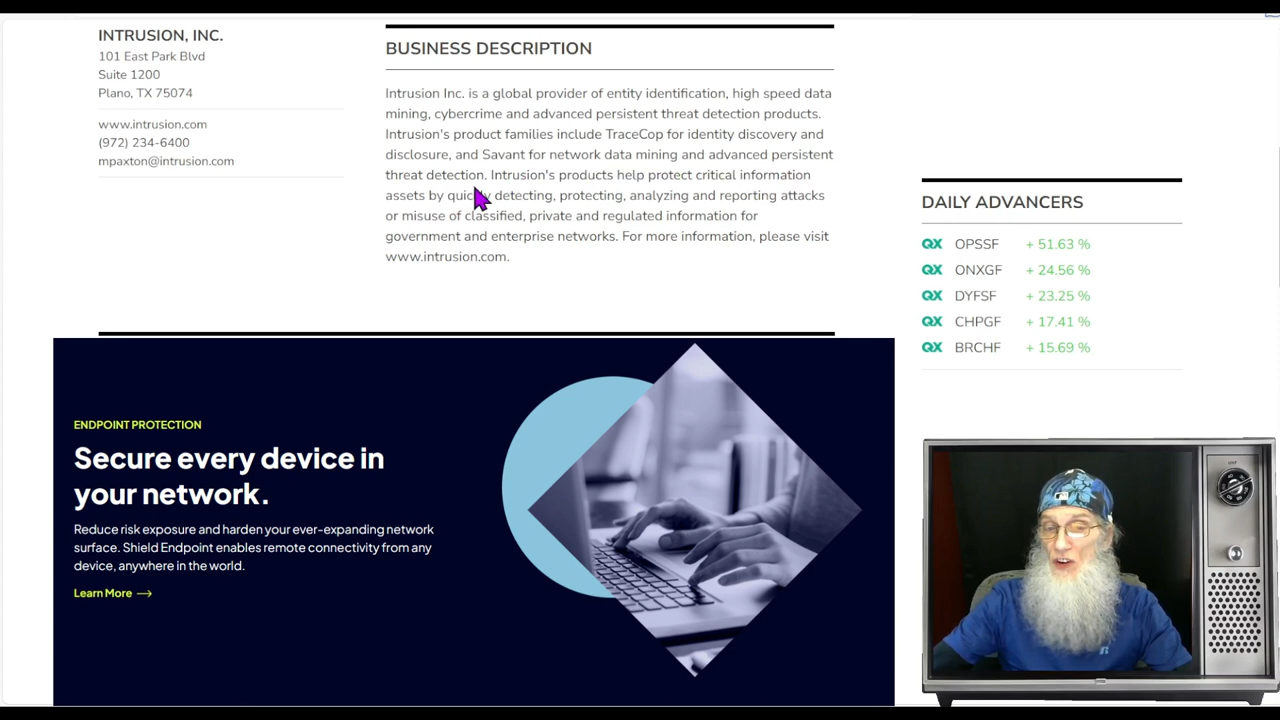 INTRUSION, INC.
101 East Park Blvd
Suite 1200
Plano, TX 75074
www.intrusion.com
(972) 234-6400
mpaxton@intrusion.com
BUSINESS DESCRIPTION
Intrusion Inc. is a global provider of entity identification, high speed data
mining, cybercrime and advanced persistent threat detection products.
Intrusion's product families include TraceCop for identity discovery and
disclosure, and Savant for network data mining and advanced persistent
threat detection. Intrusion's products help protect critical information
assets by quickly detecting, protecting, analyzing and reporting attacks
or misuse of classified, private and regulated information for
government and enterprise networks. For more information, please visit
www.intrusion.com.
DAILY ADVANCERS
QX OPSSF + 51.63 %
QX ONXGF + 24.56 %
QX DYFSF + 23.25 %
QX CHPGF + 17.41 %
QX BRCHF + 15.69 %
ENDPOINT PROTECTION
Secure every device in
your network.
Reduce risk exposure and harden your ever-expanding network
surface. Shield Endpoint enables remote connectivity from any
device, anywhere in the world.
Learn More